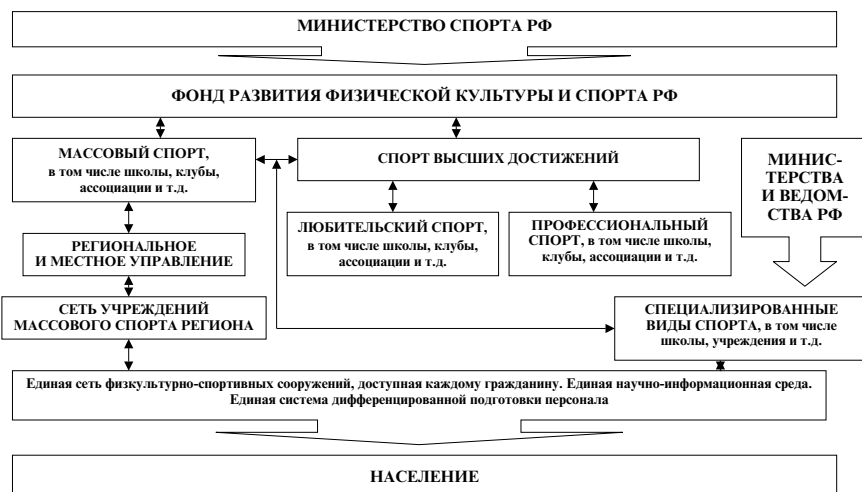 МИНИСТЕРСТВО СПОРТА РФ
ФОНД РАЗВИТИЯ ФИЗИЧЕСКОЙ КУЛЬТУРЫ И СПОРТА РФ
МАССОВЫЙ СПОРТ,
в том числе школы, клубы,
ассоциации и т.д.
СПОРТ ВЫСШИХ ДОСТИЖЕНИЙ
МИНИС-
ТЕРСТВА
И ВЕДОМ-
СТВА РФ
ЛЮБИТЕЛЬСКИЙ СПОРТ,
в том числе школы, клубы,
ассоциации и т.д.
ПРОФЕССИОНАЛЬНЫЙ
СПОРТ, в том числе школы,
клубы, ассоциации и т.д.
РЕГИОНАЛЬНОЕ
И МЕСТНОЕ УПРАВЛЕНИЕ
СЕТЬ УЧРЕЖДЕНИЙ
МАССОВОГО СПОРТА РЕГИОНА
СПЕЦИАЛИЗИРОВАННЫЕ
ВИДЫ СПОРТА, в том числе
школы, учреждения и т.д.
Единая сеть физкультурно-спортивных сооружений, доступная каждому гражданину. Единая научно-информационная среда.
Единая система дифференцированной подготовки персонала
НАСЕЛЕНИЕ